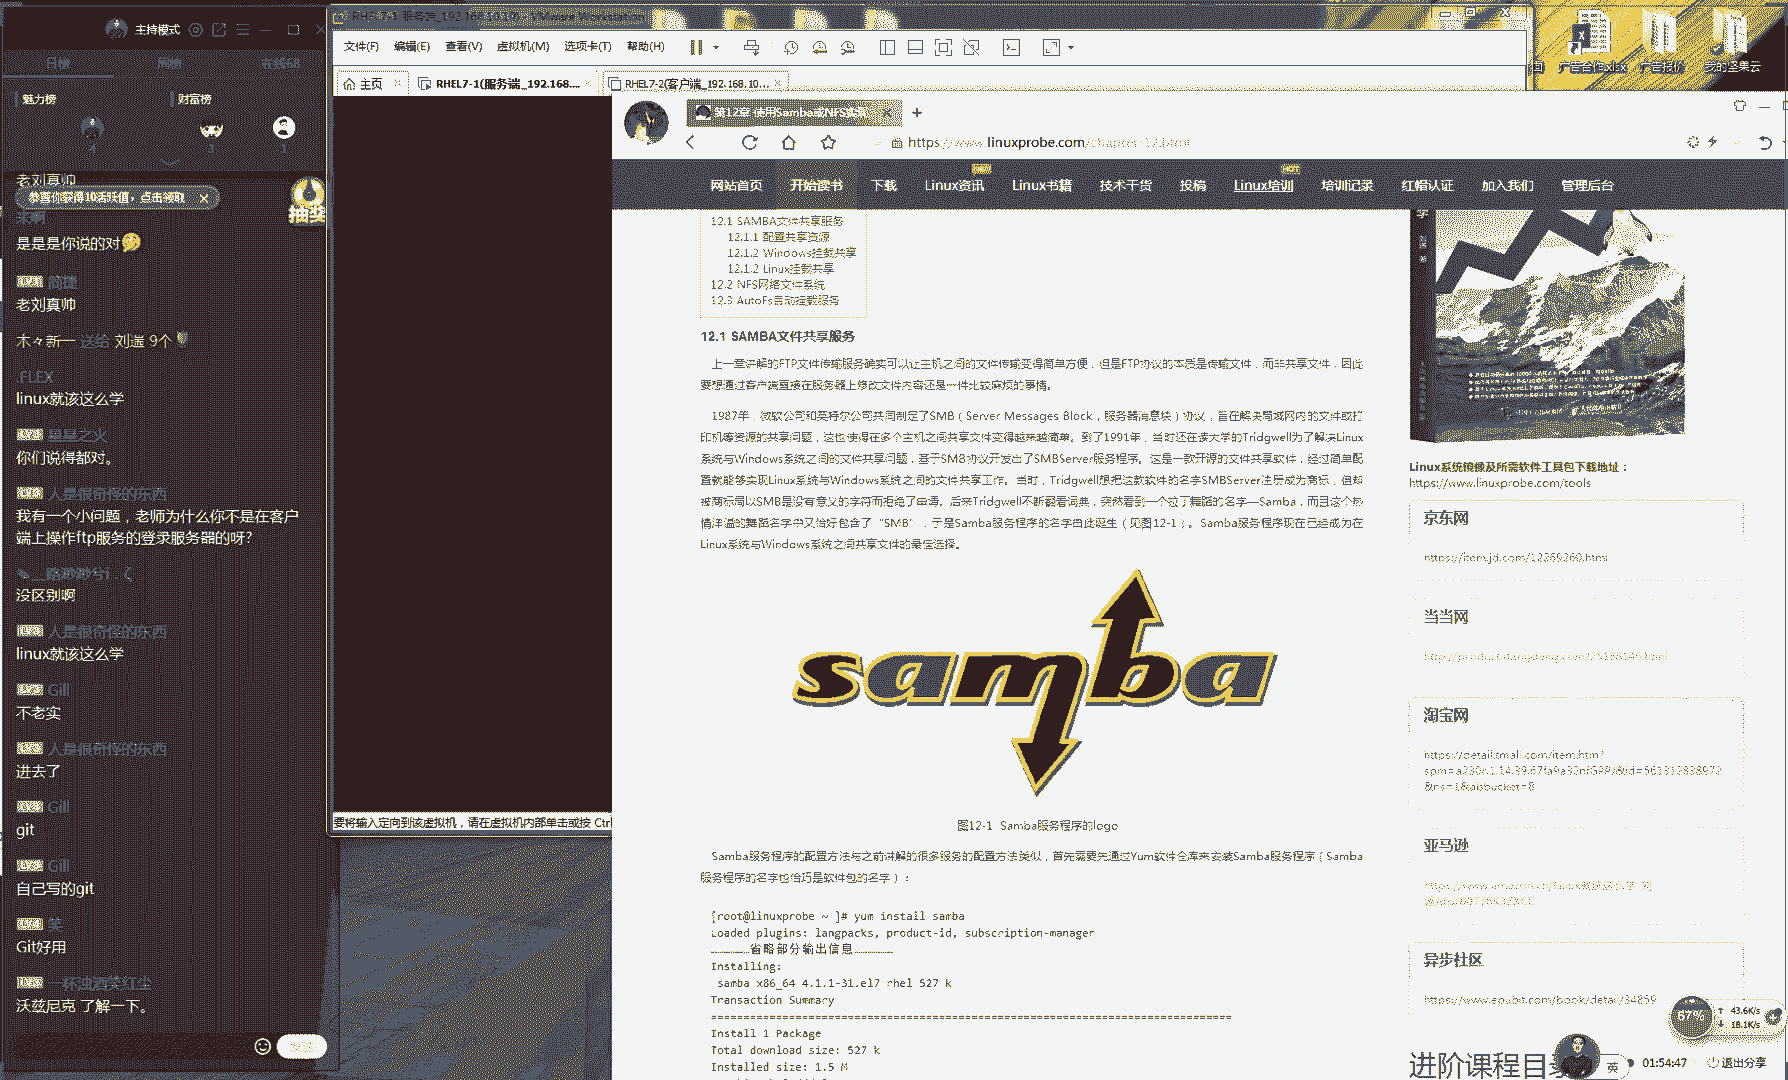 主持模式
日榜
周榜
在线68
魅力榜
财富榜
4
3
1
老刘真帅
恭喜你获得10活跃值，点击领取
抽奖
是是是你说的对
简捷
老刘真帅
木々新一 送给 刘遄 9个
.FLEX
linux就该这么学
星星之火
你们说得都对。
人是很奇怪的东西
我有一个小问题，老师为什么你不是在客户
端上操作ftp服务的登录服务器的呀？
没区别啊
人是很奇怪的东西
linux就该这么学
Gill
不老实
人是很奇怪的东西
进去了
Gill
git
Gill
自己写的git
笑
Git好用
一杯浊酒笑红尘
沃兹尼克 了解一下。
文件(F) 编辑(E) 查看(V) 虚拟机(M) 选项卡(T) 帮助(H)
主页
RHEL7-1(服务端_192.168....
RHEL7-2(客户端_192.168.10...
要将输入定向到该虚拟机，请在虚拟机内部单击或按 Ctrl
广告合作.xlsx
广告报价
我的坚果云
第12章 使用Samba或NFS实现
https://www.linuxprobe.com/chapter-12.html
网站首页 开始读书 下载 Linux资讯 Linux书籍 技术干货 投稿 Linux培训 培训记录 红帽认证 加入我们 管理后台
HOT
12.1 SAMBA文件共享服务
12.1.1 配置共享资源
12.1.2 Windows挂载共享
12.1.2 Linux挂载共享
12.2 NFS网络文件系统
12.3 AutoFs自动挂载服务
12.1 SAMBA文件共享服务
上一章讲解的FTP文件传输服务确实可以让主机之间的文件传输变得简单方便，但是FTP协议的本质是传输文件，而非共享文件，因此
要想通过客户端直接在服务器上修改文件内容还是一件比较麻烦的事情。
1987年，微软公司和英特尔公司共同制定了SMB（Server Messages Block，服务器消息块）协议，旨在解决局域网内的文件或打
印机等资源的共享问题，这也使得在多个主机之间共享文件变得越来越简单。到了1991年，当时还在读大学的Tridgwell为了解决Linux
系统与Windows系统之间的文件共享问题，基于SMB协议开发出了SMBServer服务程序。这是一款开源的文件共享软件，经过简单配
置就能够实现Linux系统与Windows系统之间的文件共享工作。当时，Tridgwell想把这款软件的名字SMBServer注册成为商标，但却
被商标局以SMB是没有意义的字符而拒绝了申请。后来Tridgwell不断翻看词典，突然看到一个拉丁舞蹈的名字—Samba，而且这个热
情洋溢的舞蹈名字中又恰好包含了“SMB”，于是Samba服务程序的名字由此诞生（见图12-1）。Samba服务程序现在已经成为在
Linux系统与Windows系统之间共享文件的最佳选择。
samba
图12-1 Samba服务程序的logo
Samba服务程序的配置方法与之前讲解的很多服务的配置方法类似，首先需要先通过Yum软件仓库来安装Samba服务程序（Samba
服务程序的名字也恰巧是软件包的名字）：
[root@linuxprobe ~ ]# yum install samba
Loaded plugins: langpacks, product-id, subscription-manager
………………省略部分输出信息………………
Installing:
samba x86_64 4.1.1-31.el7 rhel 527 k
Transaction Summary
================================================================================
Install 1 Package
Total download size: 527 k
Installed size: 1.5 M
Linux系统镜像及所需软件工具包下载地址：
https://www.linuxprobe.com/tools
京东网
https://item.jd.com/12269260.html
当当网
淘宝网
https://detail.tmall.com/item.htm?
&ns=1&abbucket=8
亚马逊
异步社区
https://www.epubit.com/book/detail/34859
进阶课程目
67%
43.6K/s
18.1K/s
英
01:54:47
退出分享